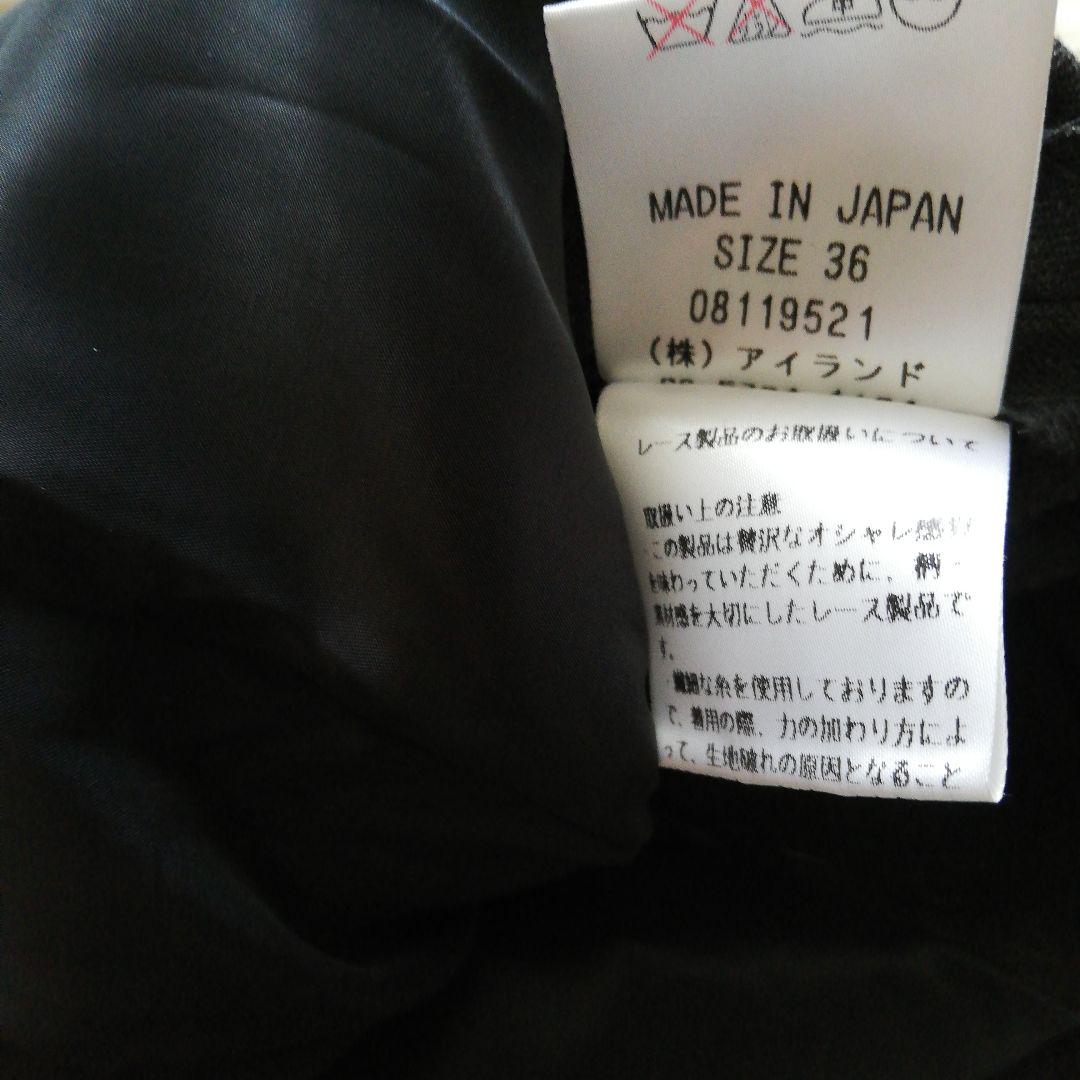 MADE IN JAPAN
SIZE 36
08119521
(株)アイランド
レース製品のお取扱いについて
取扱い上の注意
この製品は贅沢なオシャレ感覚
を味わっていただくために、柄・
素材感を大切にしたレース製品で
す。
繊細な糸を使用しておりますの
で、着用の際、力の加わり方によ
って、生地破れの原因となること